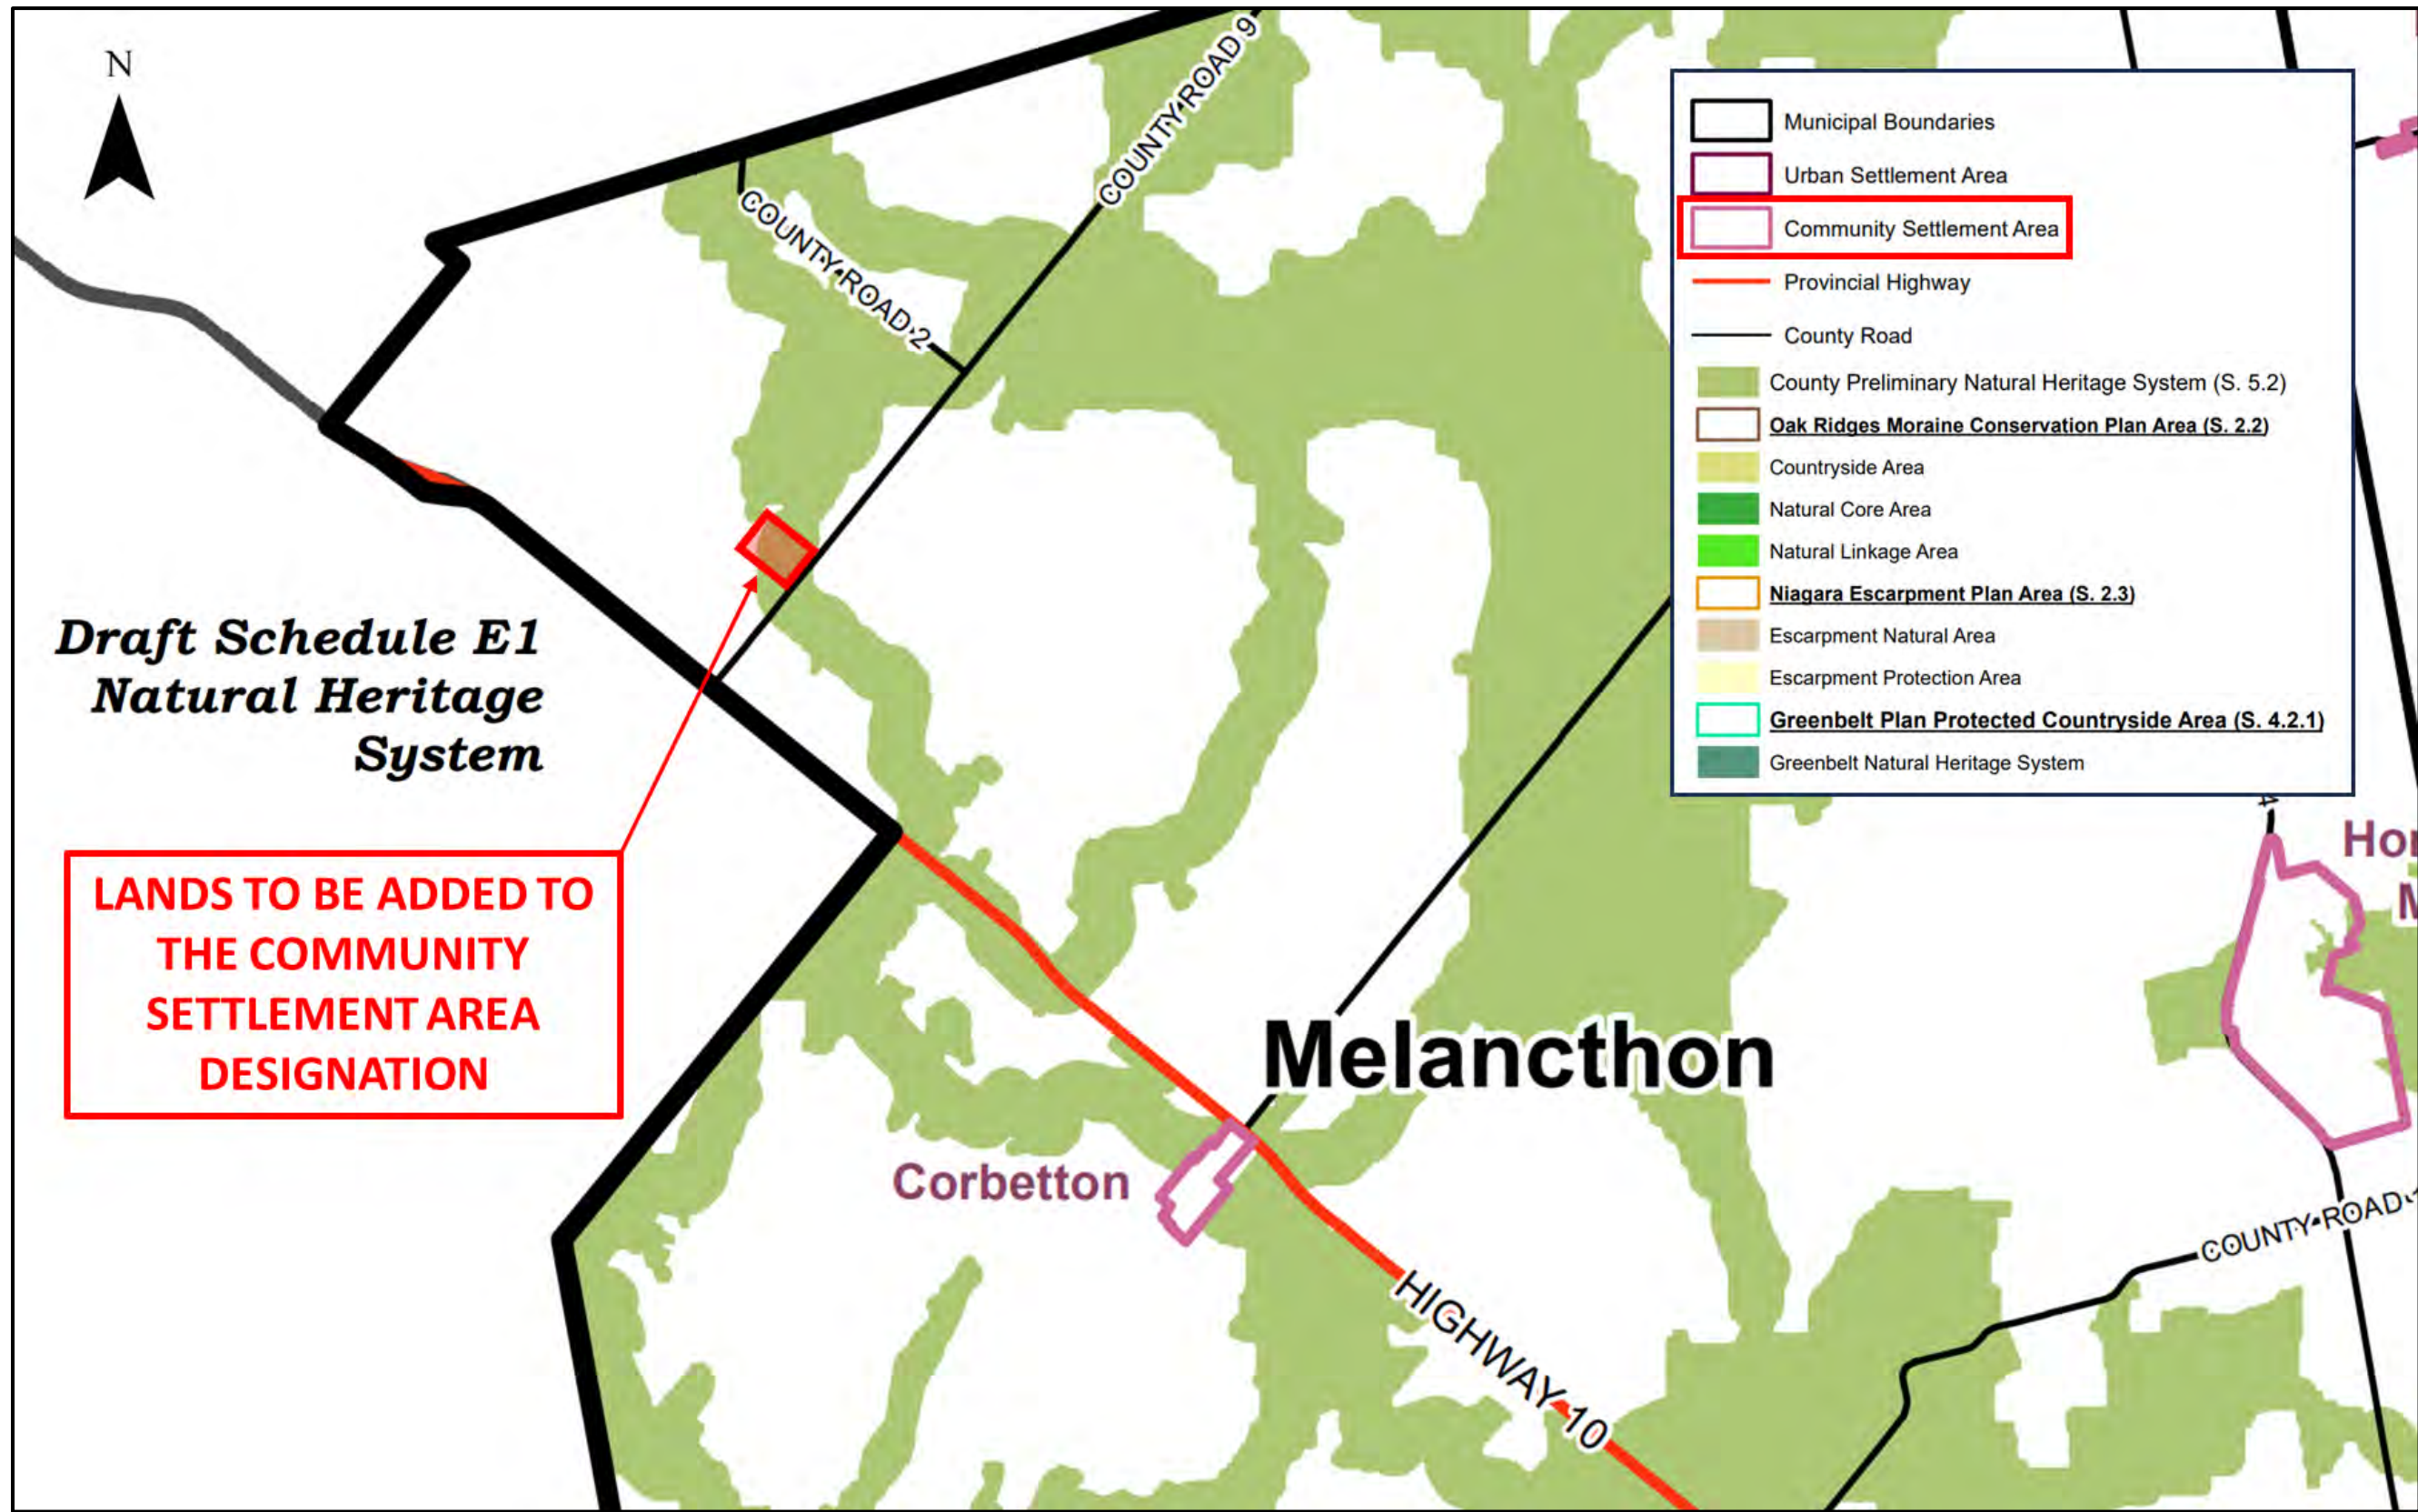 N
COUNTY ROAD 9
COUNTY ROAD 2
Municipal Boundaries
Urban Settlement Area
Community Settlement Area
Provincial Highway
County Road
County Preliminary Natural Heritage System (S. 5.2)
Oak Ridges Moraine Conservation Plan Area (S. 2.2)
Countryside Area
Natural Core Area
Natural Linkage Area
Niagara Escarpment Plan Area (S. 2.3)
Escarpment Natural Area
Escarpment Protection Area
Greenbelt Plan Protected Countryside Area (S. 4.2.1)
Greenbelt Natural Heritage System
Draft Schedule E1
Natural Heritage
System
LANDS TO BE ADDED TO
THE COMMUNITY
SETTLEMENT AREA
DESIGNATION
Melancthon
Corbetton
HIGHWAY 10
COUNTY ROAD